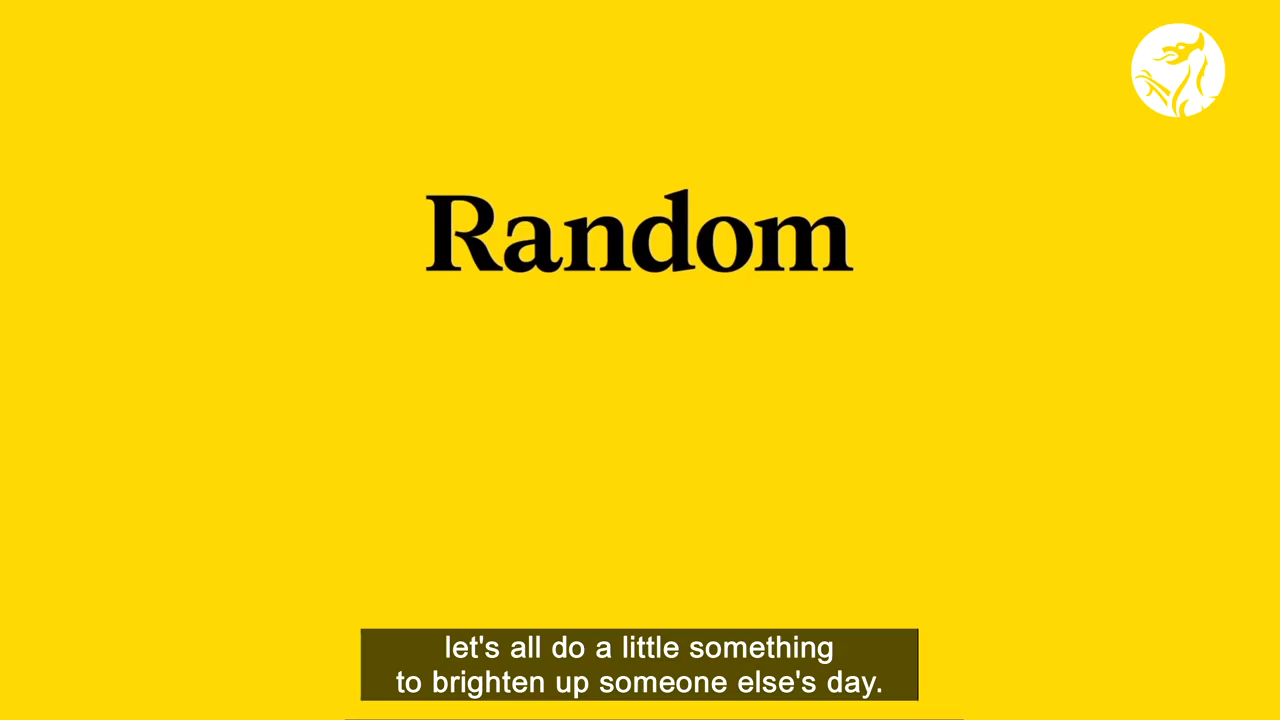 Random
let's all do a little something
to brighten up someone else's day.